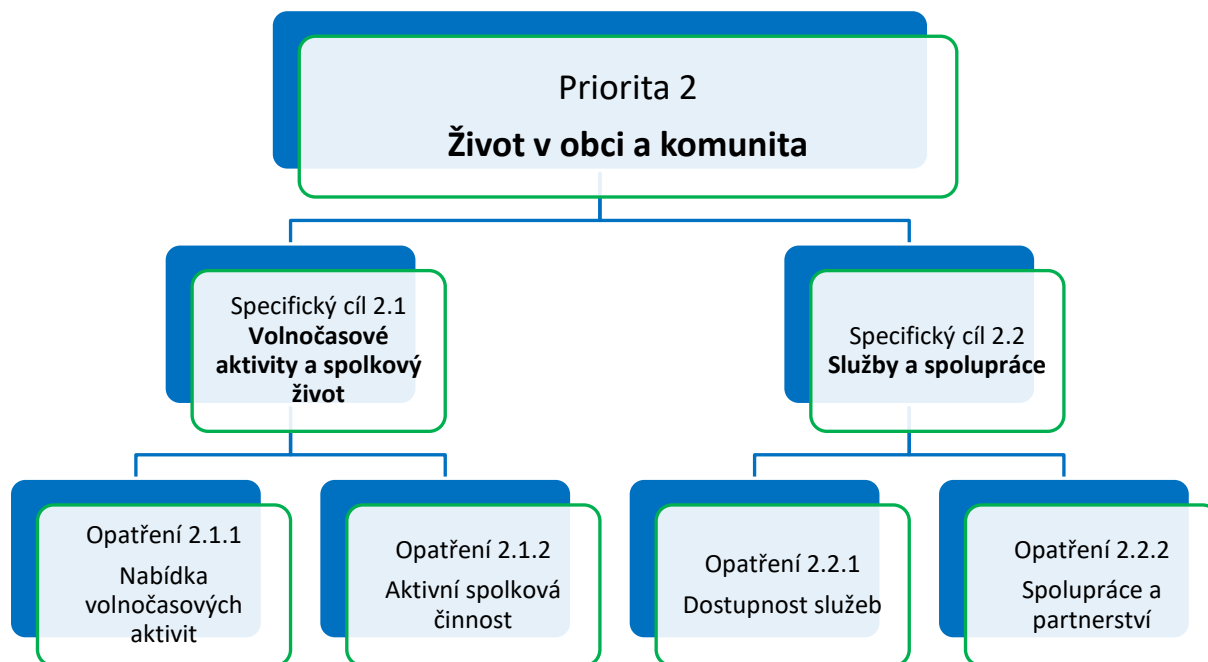 Priorita 2
Život v obci a komunita
Specifický cíl 2.1
Volnočasové
aktivity a spolkový
život
Specifický cíl 2.2
Služby a spolupráce
Opatření 2.1.1
Nabídka
volnočasových
aktivit
Opatření 2.1.2
Aktivní spolková
činnost
Opatření 2.2.1
Dostupnost služeb
Opatření 2.2.2
Spolupráce a
partnerství